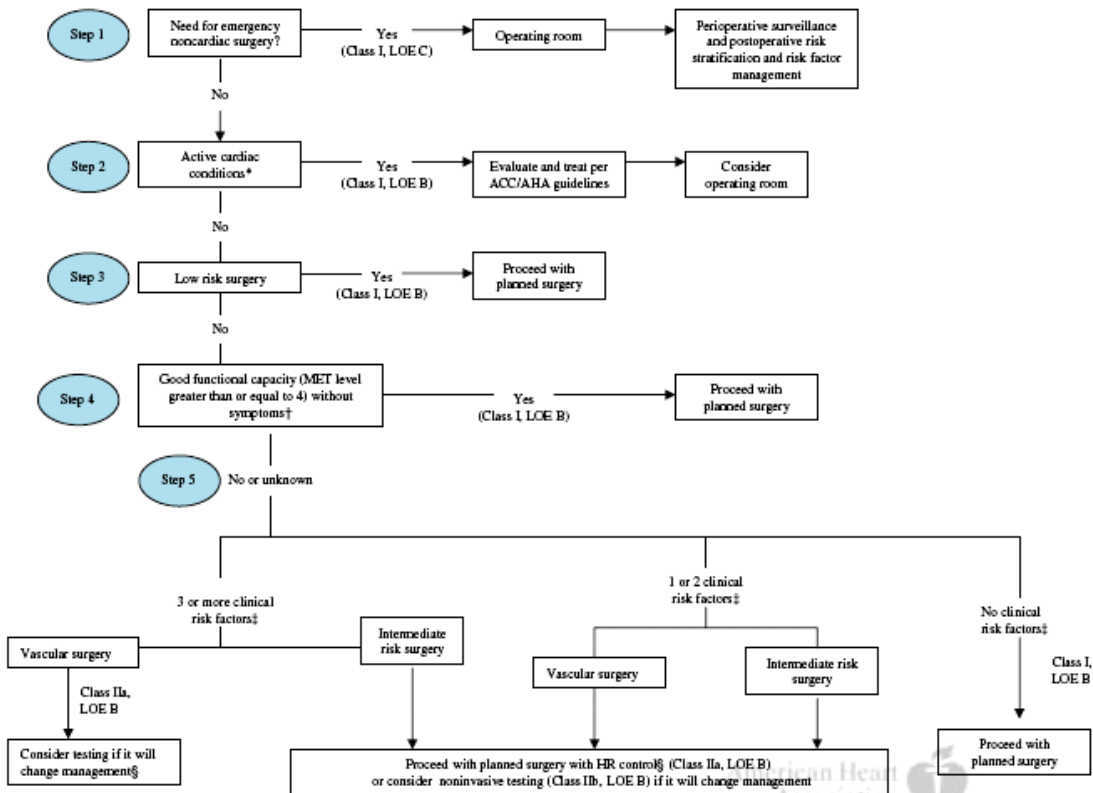 Step 1
Need for emergency
noncardiac surgery?
Yes
(Class I, LOE C)
Operating room
Perioperative surveillance
and postoperative risk
stratification and risk factor
management
No
Step 2
Active cardiac
conditions*
Yes
(Class I, LOE B)
Evaluate and treat per
ACC/AHA guidelines
Consider
operating room
No
Step 3
Low risk surgery
Yes
(Class I, LOE B)
Proceed with
planned surgery
No
Step 4
Good functional capacity (MET level
greater than or equal to 4) without
symptoms†
Yes
(Class I, LOE B)
Proceed with
planned surgery
Step 5
No or unknown
3 or more clinical
risk factors‡
1 or 2 clinical
risk factors‡
No clinical
risk factors‡
Vascular surgery
Intermediate
risk surgery
Vascular surgery
Intermediate risk
surgery
Class IIa,
LOE B
Class I,
LOE B
Consider testing if it will
change management§
Proceed with planned surgery with HR control§ (Class IIa, LOE B)
or consider noninvasive testing (Class IIb, LOE B) if it will change management
Proceed with
planned surgery
American Heart